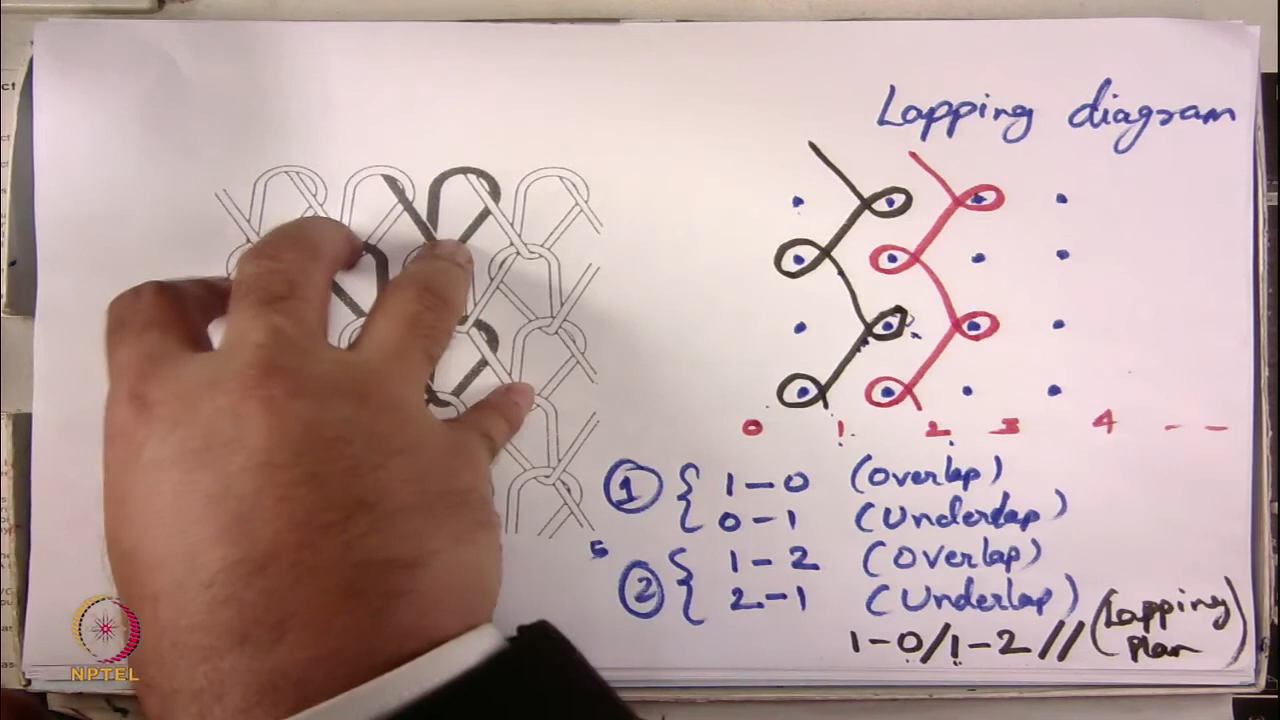 Lapping diagram
0 1. 2 3 4 - -
① { 1-0 (Overlap)
0-1 (Underlap)
② { 1-2 (Overlap)
2-1 (Underlap)
1-0/1-2// (Lapping plan)
NPTEL